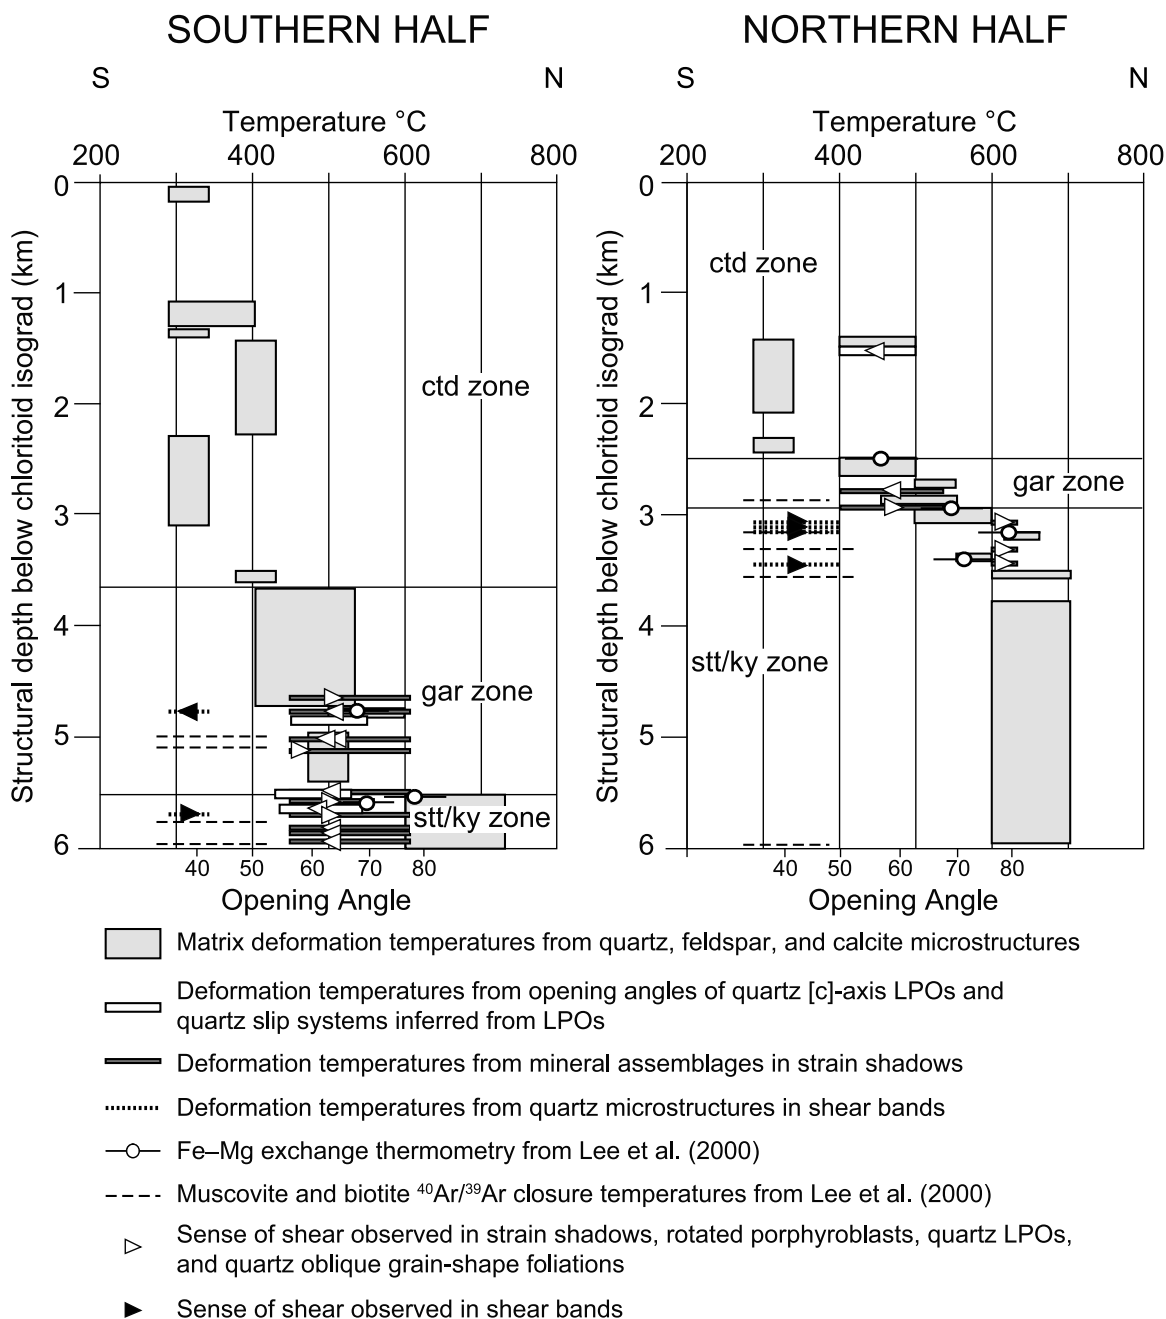 SOUTHERN HALF
NORTHERN HALF
S N
S N
Temperature °C
Temperature °C
200 400 600 800
200 400 600 800
Structural depth below chloritoid isograd (km)
0
1
2
3
4
5
6
ctd zone
gar zone
stt/ky zone
40 60 70 80
Opening Angle
Structural depth below chloritoid isograd (km)
0
1
2
3
4
5
6
ctd zone
gar zone
stt/ky zone
40 50 60 70 80
Opening Angle
Matrix deformation temperatures from quartz, feldspar, and calcite microstructures
Deformation temperatures from opening angles of quartz [c]-axis LPOs and
quartz slip systems inferred from LPOs
Deformation temperatures from mineral assemblages in strain shadows
Deformation temperatures from quartz microstructures in shear bands
Fe–Mg exchange thermometry from Lee et al. (2000)
Muscovite and biotite ⁴⁰Ar/³⁹Ar closure temperatures from Lee et al. (2000)
Sense of shear observed in strain shadows, rotated porphyroblasts, quartz LPOs,
and quartz oblique grain-shape foliations
Sense of shear observed in shear bands